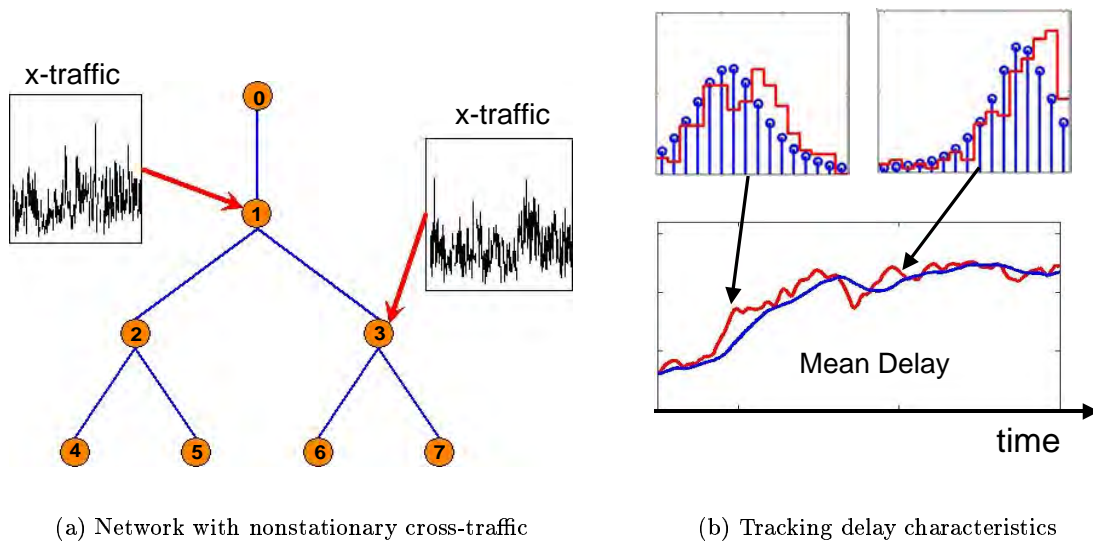 x-traffic
0
x-traffic
1
2
3
4
5
6
7
Mean Delay
time
(a) Network with nonstationary cross-traffic
(b) Tracking delay characteristics